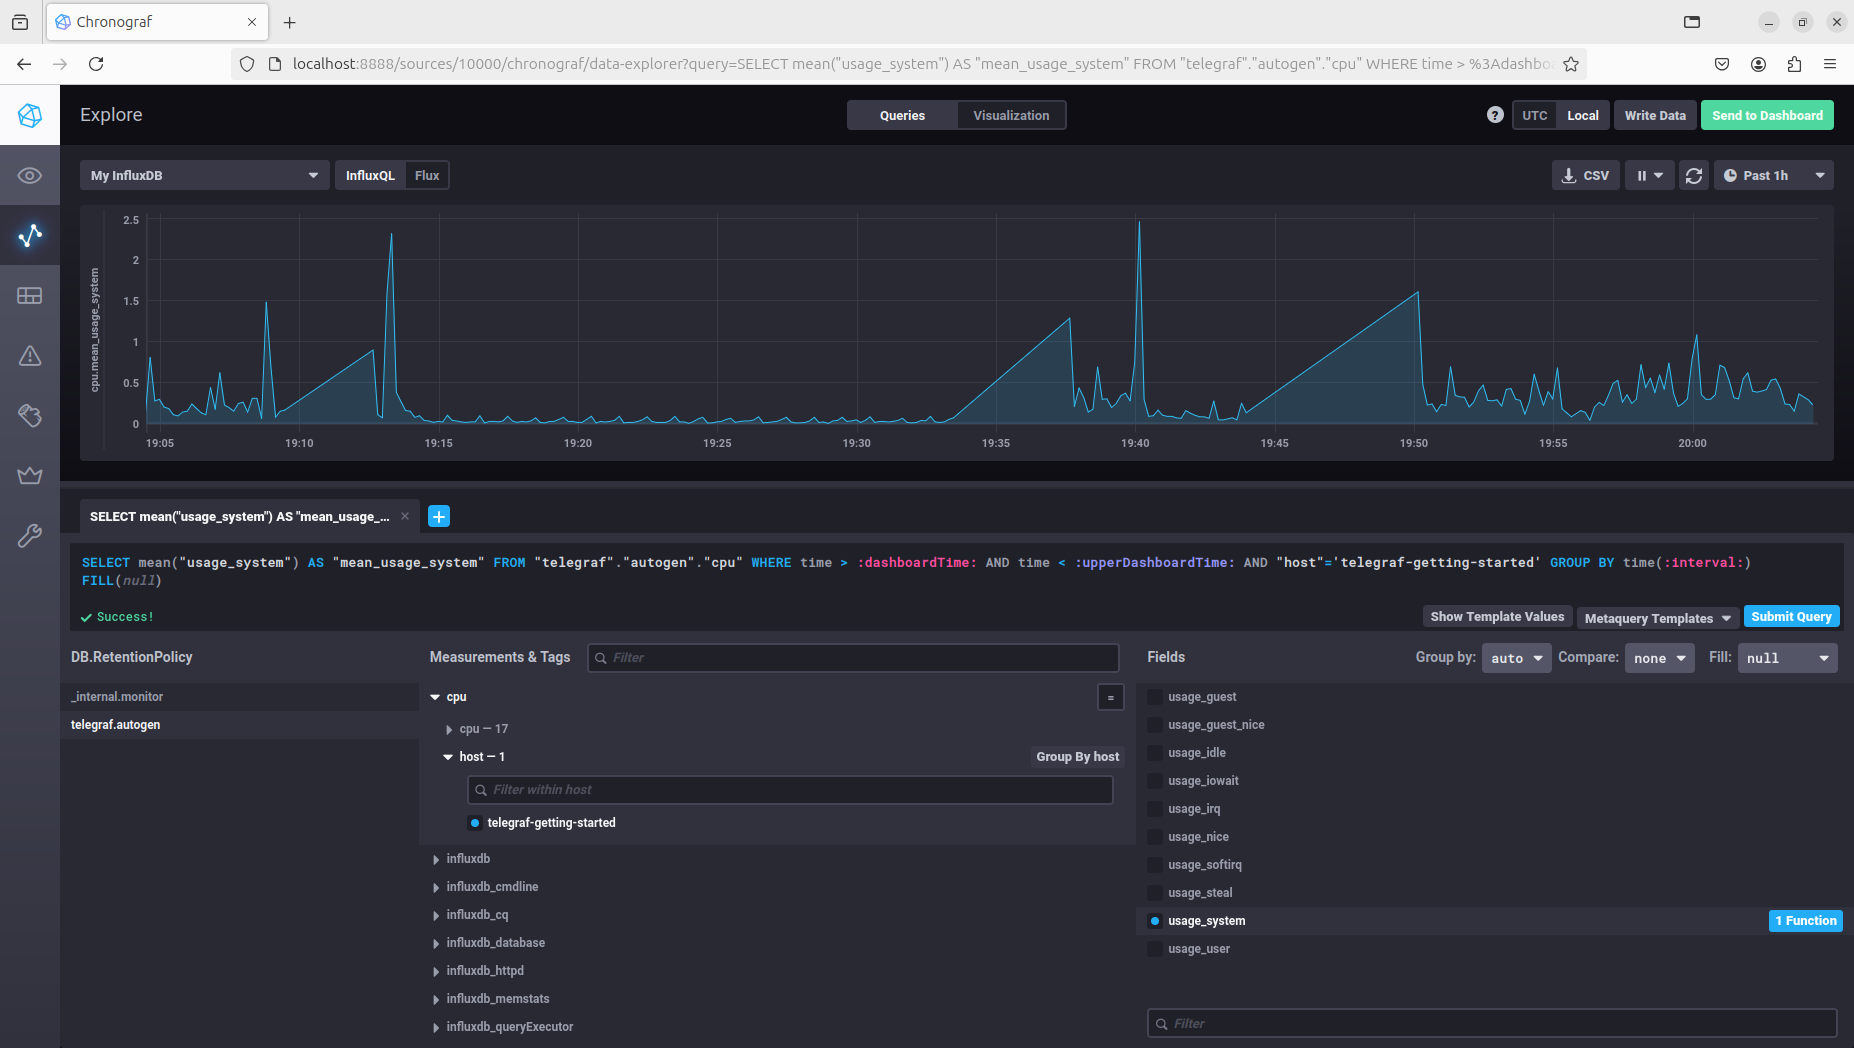 Chronograf
localhost:8888/sources/10000/chronograf/data-explorer?query=SELECT mean("usage_system") AS "mean_usage_system" FROM "telegraf"."autogen"."cpu" WHERE time > %3Adashbo
Explore
Queries
Visualization
?
UTC
Local
Write Data
Send to Dashboard
My InfluxDB
InfluxQL
Flux
CSV
Past 1h
cpu.mean_usage_system
2.5
2
1.5
1
0.5
0
19:05
19:10
19:15
19:20
19:25
19:30
19:35
19:40
19:45
19:50
19:55
20:00
SELECT mean("usage_system") AS "mean_usage_...
SELECT mean("usage_system") AS "mean_usage_system" FROM "telegraf"."autogen"."cpu" WHERE time > :dashboardTime: AND time < :upperDashboardTime: AND "host"='telegraf-getting-started' GROUP BY time(:interval:)
FILL(null)
Success!
Show Template Values
Metaquery Templates
Submit Query
DB.RetentionPolicy
_internal.monitor
telegraf.autogen
Measurements & Tags
Filter
cpu
=
cpu — 17
host — 1
Group By host
Filter within host
telegraf-getting-started
influxdb
influxdb_cmdline
influxdb_cq
influxdb_database
influxdb_httpd
influxdb_memstats
influxdb_queryExecutor
Fields
Group by:
auto
Compare:
none
Fill:
null
usage_guest
usage_guest_nice
usage_idle
usage_iowait
usage_irq
usage_nice
usage_softirq
usage_steal
usage_system
1 Function
usage_user
Filter